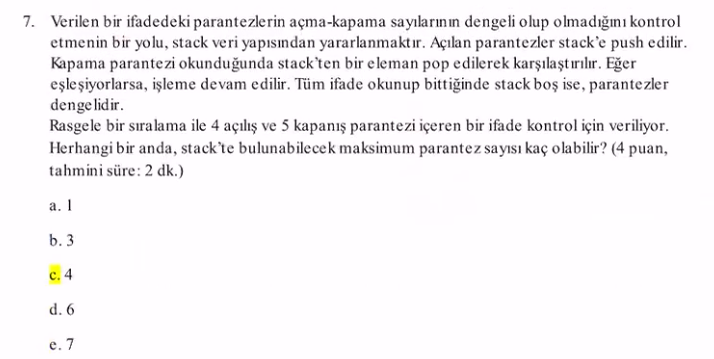 7. Verilen bir ifadedeki parantezlerin açma-kapama sayılarının dengeli olup olmadığını kontrol
etmenin bir yolu, stack veri yapısından yararlanmaktır. Açılan parantezler stack’e push edilir.
Kapama parantezi okunduğunda stack’ten bir eleman pop edilerek karşılaştırılır. Eğer
eşleşiyorlarsa, işleme devam edilir. Tüm ifade okunup bittiğinde stack boş ise, parantezler
dengelidir.
Rasgele bir sıralama ile 4 açılış ve 5 kapanış parantezi içeren bir ifade kontrol için veriliyor.
Herhangi bir anda, stack’te bulunabilecek maksimum parantez sayısı kaç olabilir? (4 puan,
tahmini süre: 2 dk.)
a. 1
b. 3
c. 4
d. 6
e. 7